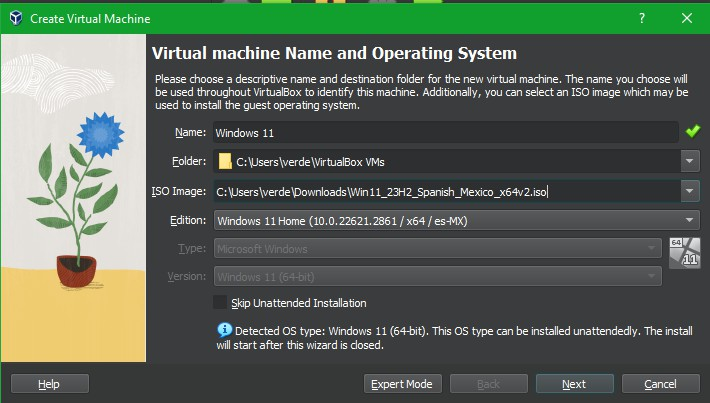 Create Virtual Machine
?
Virtual machine Name and Operating System
Please choose a descriptive name and destination folder for the new virtual machine. The name you choose will
be used throughout VirtualBox to identify this machine. Additionally, you can select an ISO image which may be
used to install the guest operating system.
Name: Windows 11
Folder: C:\Users\verde\VirtualBox VMs
ISO Image: C:\Users\verde\Downloads\Win11_23H2_Spanish_Mexico_x64v2.iso
Edition: Windows 11 Home (10.0.22621.2861 / x64 / es-MX)
Type: Microsoft Windows
64
11
Version: Windows 11 (64-bit)
Skip Unattended Installation
Detected OS type: Windows 11 (64-bit). This OS type can be installed unattendedly. The install
will start after this wizard is closed.
Help Expert Mode Back Next Cancel